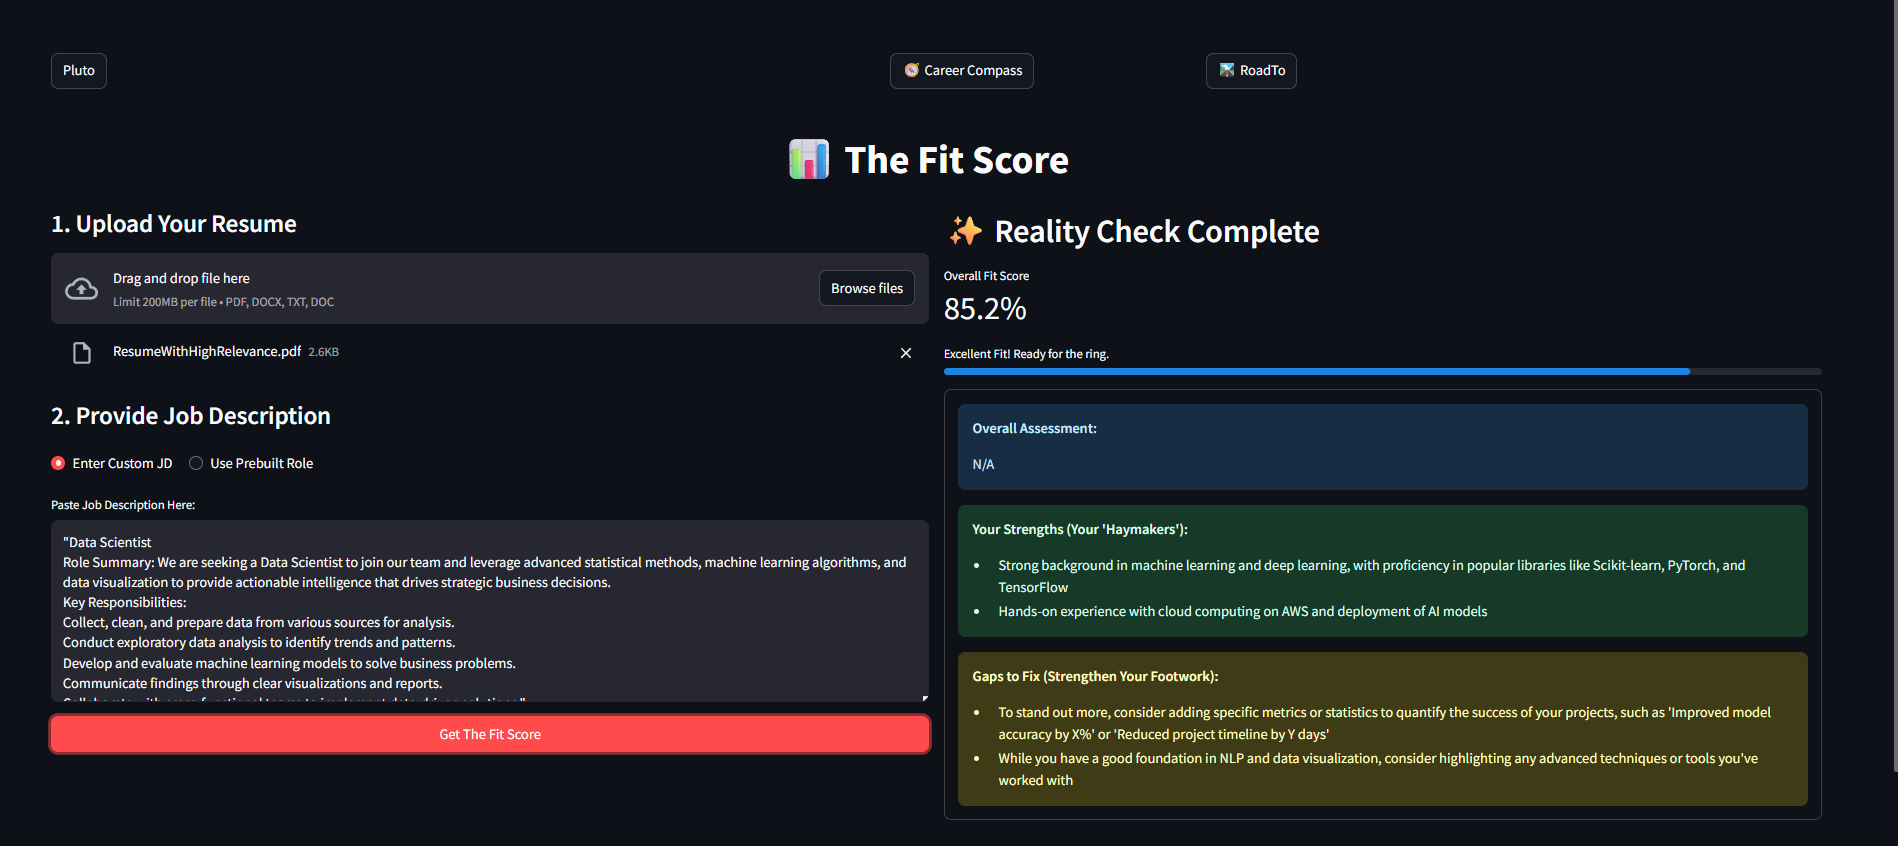 Pluto
Career Compass
RoadTo
The Fit Score
1. Upload Your Resume
Drag and drop file here
Limit 200MB per file • PDF, DOCX, TXT, DOC
Browse files
ResumeWithHighRelevance.pdf 2.6KB
2. Provide Job Description
Enter Custom JD
Use Prebuilt Role
Paste Job Description Here:
"Data Scientist
Role Summary: We are seeking a Data Scientist to join our team and leverage advanced statistical methods, machine learning algorithms, and
data visualization to provide actionable intelligence that drives strategic business decisions.
Key Responsibilities:
Collect, clean, and prepare data from various sources for analysis.
Conduct exploratory data analysis to identify trends and patterns.
Develop and evaluate machine learning models to solve business problems.
Communicate findings through clear visualizations and reports.
Get The Fit Score
Reality Check Complete
Overall Fit Score
85.2%
Excellent Fit! Ready for the ring.
Overall Assessment:
N/A
Your Strengths (Your 'Haymakers'):
• Strong background in machine learning and deep learning, with proficiency in popular libraries like Scikit-learn, PyTorch, and
TensorFlow
• Hands-on experience with cloud computing on AWS and deployment of AI models
Gaps to Fix (Strengthen Your Footwork):
• To stand out more, consider adding specific metrics or statistics to quantify the success of your projects, such as 'Improved model
accuracy by X%' or 'Reduced project timeline by Y days'
• While you have a good foundation in NLP and data visualization, consider highlighting any advanced techniques or tools you've
worked with